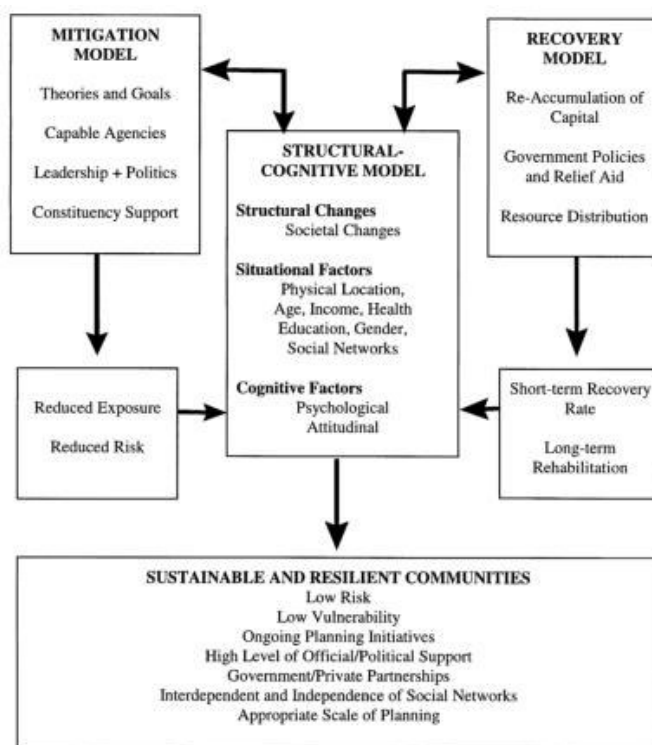 MITIGATION
MODEL
Theories and Goals
Capable Agencies
Leadership + Politics
Constituency Support
RECOVERY
MODEL
Re-Accumulation of
Capital
Government Policies
and Relief Aid
Resource Distribution
STRUCTURAL-
COGNITIVE MODEL
Structural Changes
Societal Changes
Situational Factors
Physical Location,
Age, Income, Health
Education, Gender,
Social Networks
Cognitive Factors
Psychological
Attitudinal
Reduced Exposure
Reduced Risk
Short-term Recovery
Rate
Long-term
Rehabilitation
SUSTAINABLE AND RESILIENT COMMUNITIES
Low Risk
Low Vulnerability
Ongoing Planning Initiatives
High Level of Official/Political Support
Government/Private Partnerships
Interdependent and Independence of Social Networks
Appropriate Scale of Planning